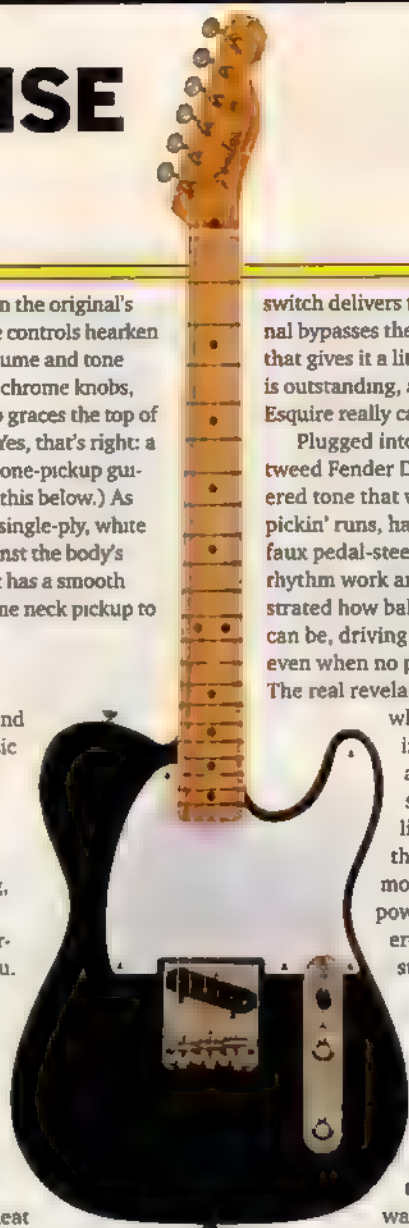 ISE
n the original's
e controls hearken
ume and tone
chrome knobs,
o graces the top of
Yes, that's right: a
one-pickup gui-
this below.) As
single-ply, white
inst the body's
t has a smooth
ne neck pickup to
nd
sic
g,
r-
u.
eat
switch delivers
nal bypasses the
that gives it a lit
is outstanding, a
Esquire really ca
Plugged into
tweed Fender D
ered tone that w
pickin' runs, ha
faux pedal-steel
rhythm work an
strated how bal
can be, driving
even when no p
The real revela
wh
i
a
s
li
th
mo
pow
er
st
wa
Fender